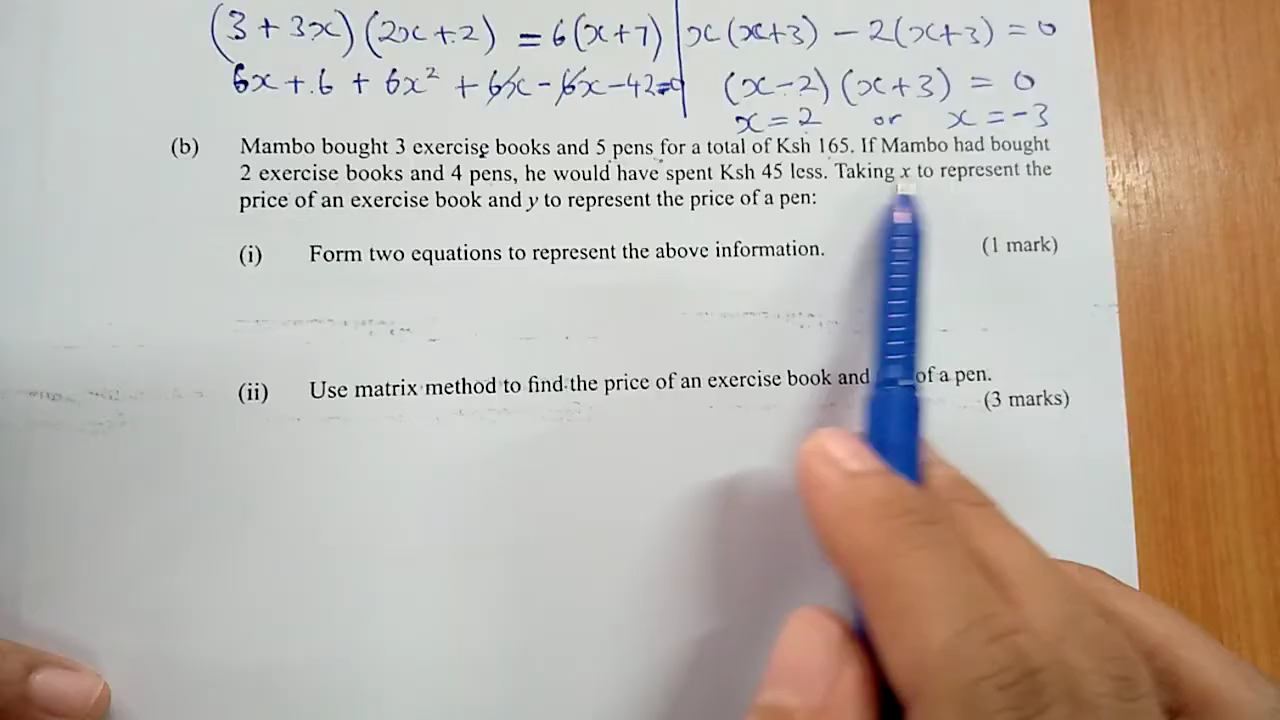 (3 + 3x)(2x + 2) = 6(x+7) | x(x+3) - 2(x+3) = 0
6x + 6 + 6x² + 6x - 6x - 42 = 0 (x-2)(x+3) = 0
x = 2 or x = -3
(b) Mambo bought 3 exercise books and 5 pens for a total of Ksh 165. If Mambo had bought
2 exercise books and 4 pens, he would have spent Ksh 45 less. Taking x to represent the
price of an exercise book and y to represent the price of a pen:
(i) Form two equations to represent the above information. (1 mark)
(ii) Use matrix method to find the price of an exercise book and of a pen.
(3 marks)